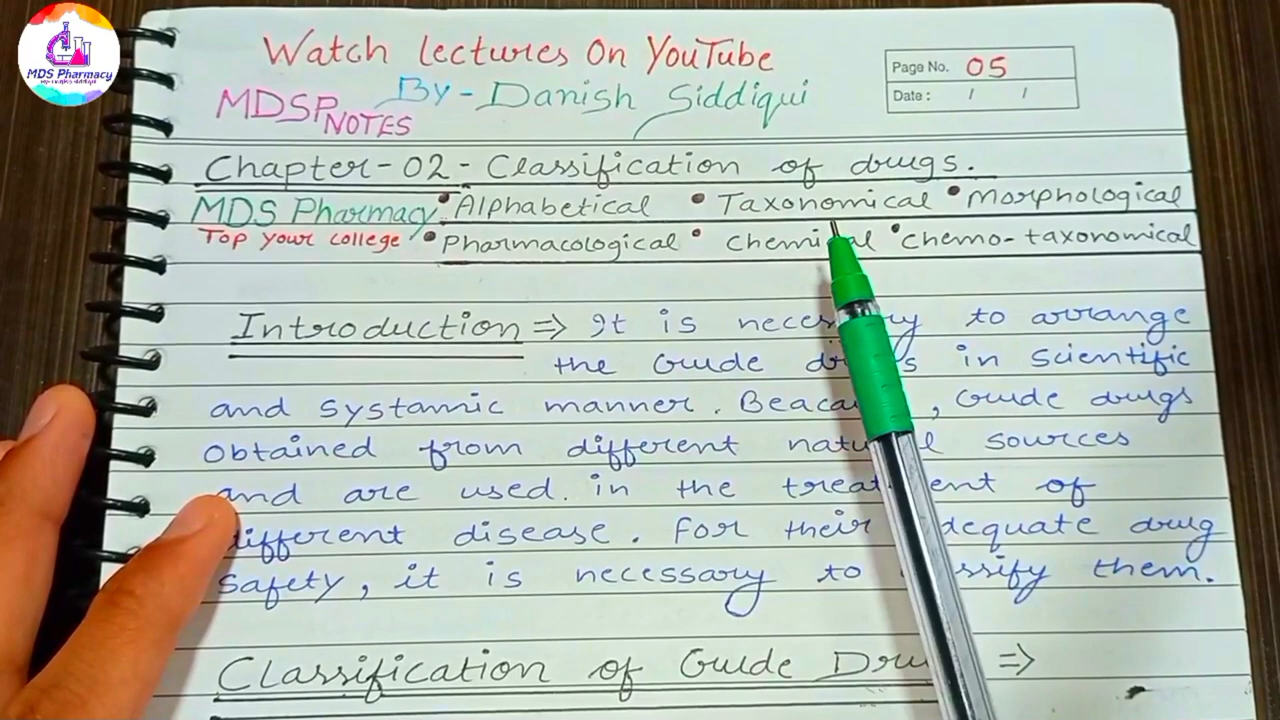 MDS Pharmacy
Watch lectures On YouTube
By - Danish Siddiqui
MDSP NOTES
Page No. 05
Date : / /
Chapter-02 - Classification of drugs.
MDS Pharmacy • Alphabetical • Taxonomical • Morphological
Top your college • Pharmacological • chemical • chemo-taxonomical
Introduction ⇒ It is necessary to arrange
the crude drugs in scientific
and systamic manner. Beacause, crude drugs
obtained from different natural sources
and are used in the treatment of
different disease. For their adequate drug
safety, it is necessary to classify them.
Classification of Crude Drug ⇒